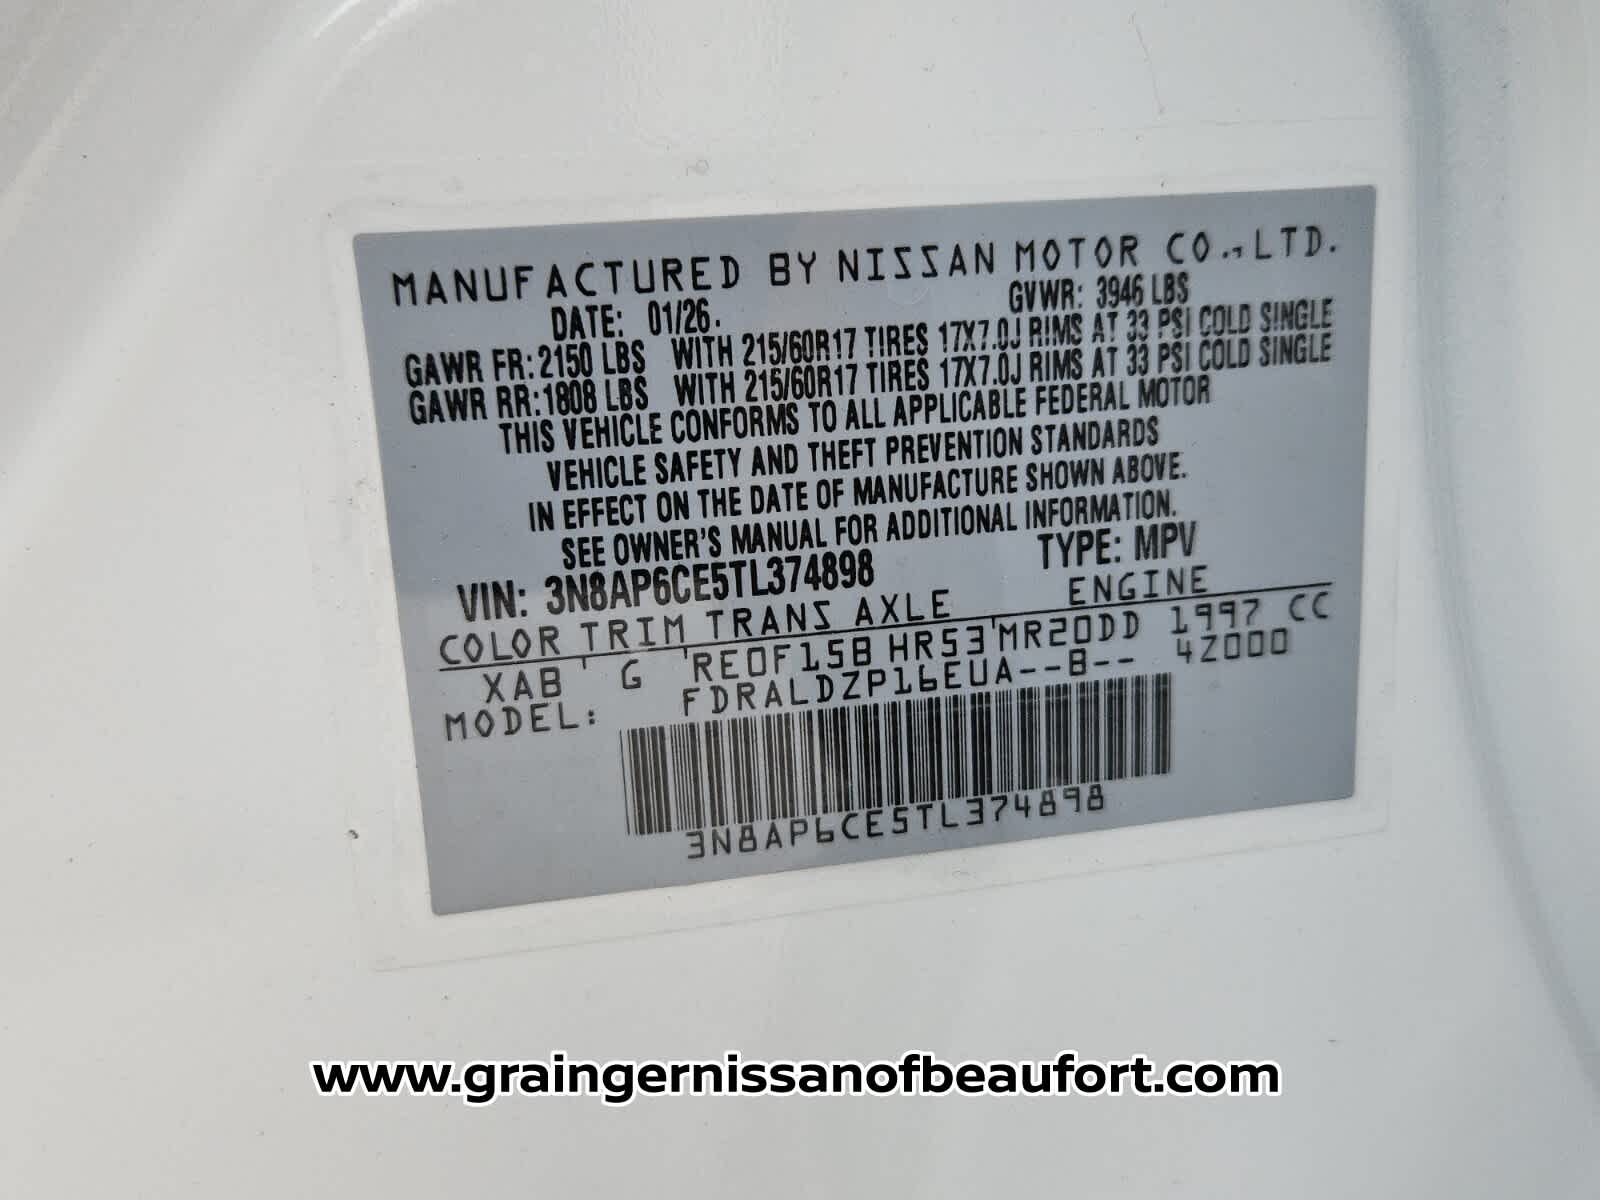 MANUFACTURED BY NISSAN MOTOR CO., LTD.
DATE: 01/26. GVWR: 3946 LBS
GAWR FR: 2150 LBS WITH 215/60R17 TIRES 17X7.0J RIMS AT 33 PSI COLD SINGLE
GAWR RR: 1808 LBS WITH 215/60R17 TIRES 17X7.0J RIMS AT 33 PSI COLD SINGLE
THIS VEHICLE CONFORMS TO ALL APPLICABLE FEDERAL MOTOR
VEHICLE SAFETY AND THEFT PREVENTION STANDARDS
IN EFFECT ON THE DATE OF MANUFACTURE SHOWN ABOVE.
SEE OWNER'S MANUAL FOR ADDITIONAL INFORMATION.
VIN: 3N8AP6CE5TL374898 TYPE: MPV
COLOR TRIM TRANS AXLE ENGINE
XAB G RE0F15B HR53 MR20DD 1997 CC
MODEL: FDRALDZP16EUA--B-- 4Z000
3N8AP6CE5TL374898
www.graingernissanofbeaufort.com